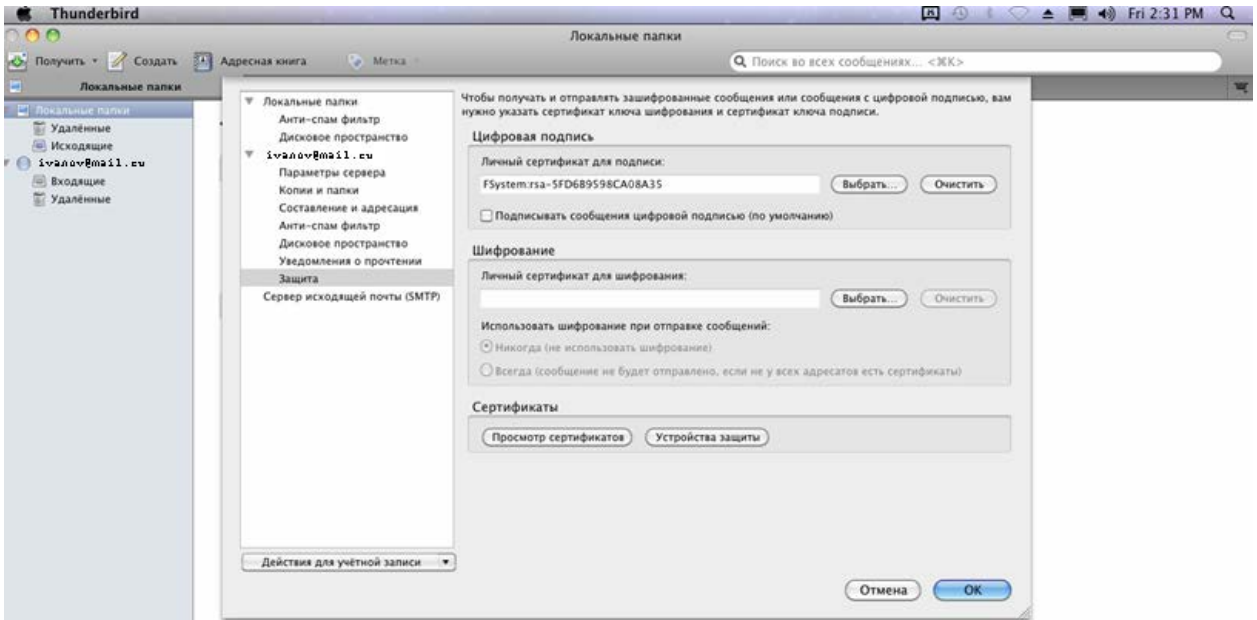 Thunderbird
Fri 2:31 PM
Локальные папки
Получить
Создать
Адресная книга
Метка
Поиск во всех сообщениях... <⌘K>
Локальные папки
Локальные папки
Удалённые
Исходящие
ivanov@mail.ru
Входящие
Удалённые
Локальные папки
Анти-спам фильтр
Дисковое пространство
ivanov@mail.ru
Параметры сервера
Копии и папки
Составление и адресация
Анти-спам фильтр
Дисковое пространство
Уведомления о прочтении
Защита
Сервер исходящей почты (SMTP)
Действия для учётной записи
Чтобы получать и отправлять зашифрованные сообщения или сообщения с цифровой подписью, вам
нужно указать сертификат ключа шифрования и сертификат ключа подписи.
Цифровая подпись
Личный сертификат для подписи:
FSystem:rsa-5FD6B9598CA08A35
Выбрать...
Очистить
Подписывать сообщения цифровой подписью (по умолчанию)
Шифрование
Личный сертификат для шифрования:
Выбрать...
Очистить
Использовать шифрование при отправке сообщений:
Никогда (не использовать шифрование)
Всегда (сообщение не будет отправлено, если не у всех адресатов есть сертификаты)
Сертификаты
Просмотр сертификатов
Устройства защиты
Отмена
OK